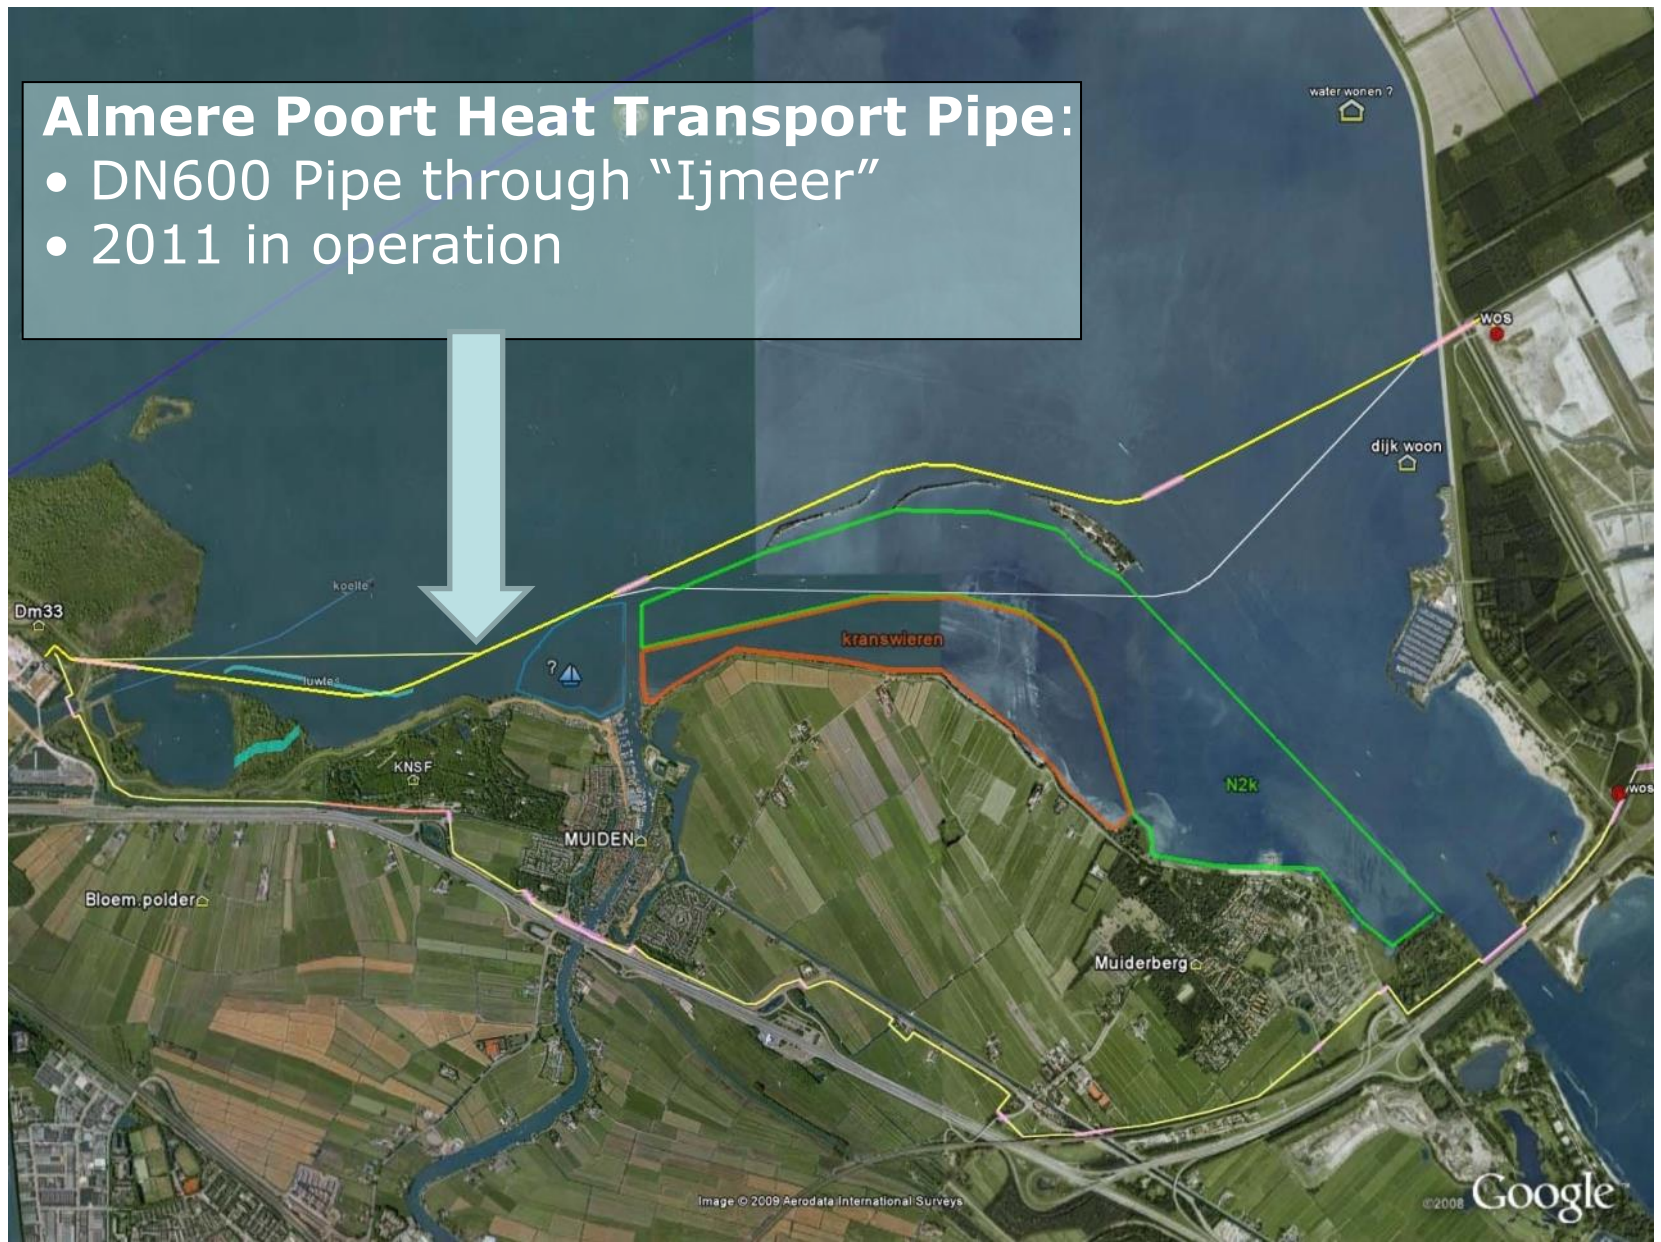 Almere Poort Heat Transport Pipe:
• DN600 Pipe through “Ijmeer”
• 2011 in operation
water wonen ?
wos
dijk woon
koelte
Dm33
kranswieren
luwte
?
KNSF
N2k
wos
MUIDEN
Bloem.polder
Muiderberg
Image © 2009 Aerodata International Surveys
©2008 Google